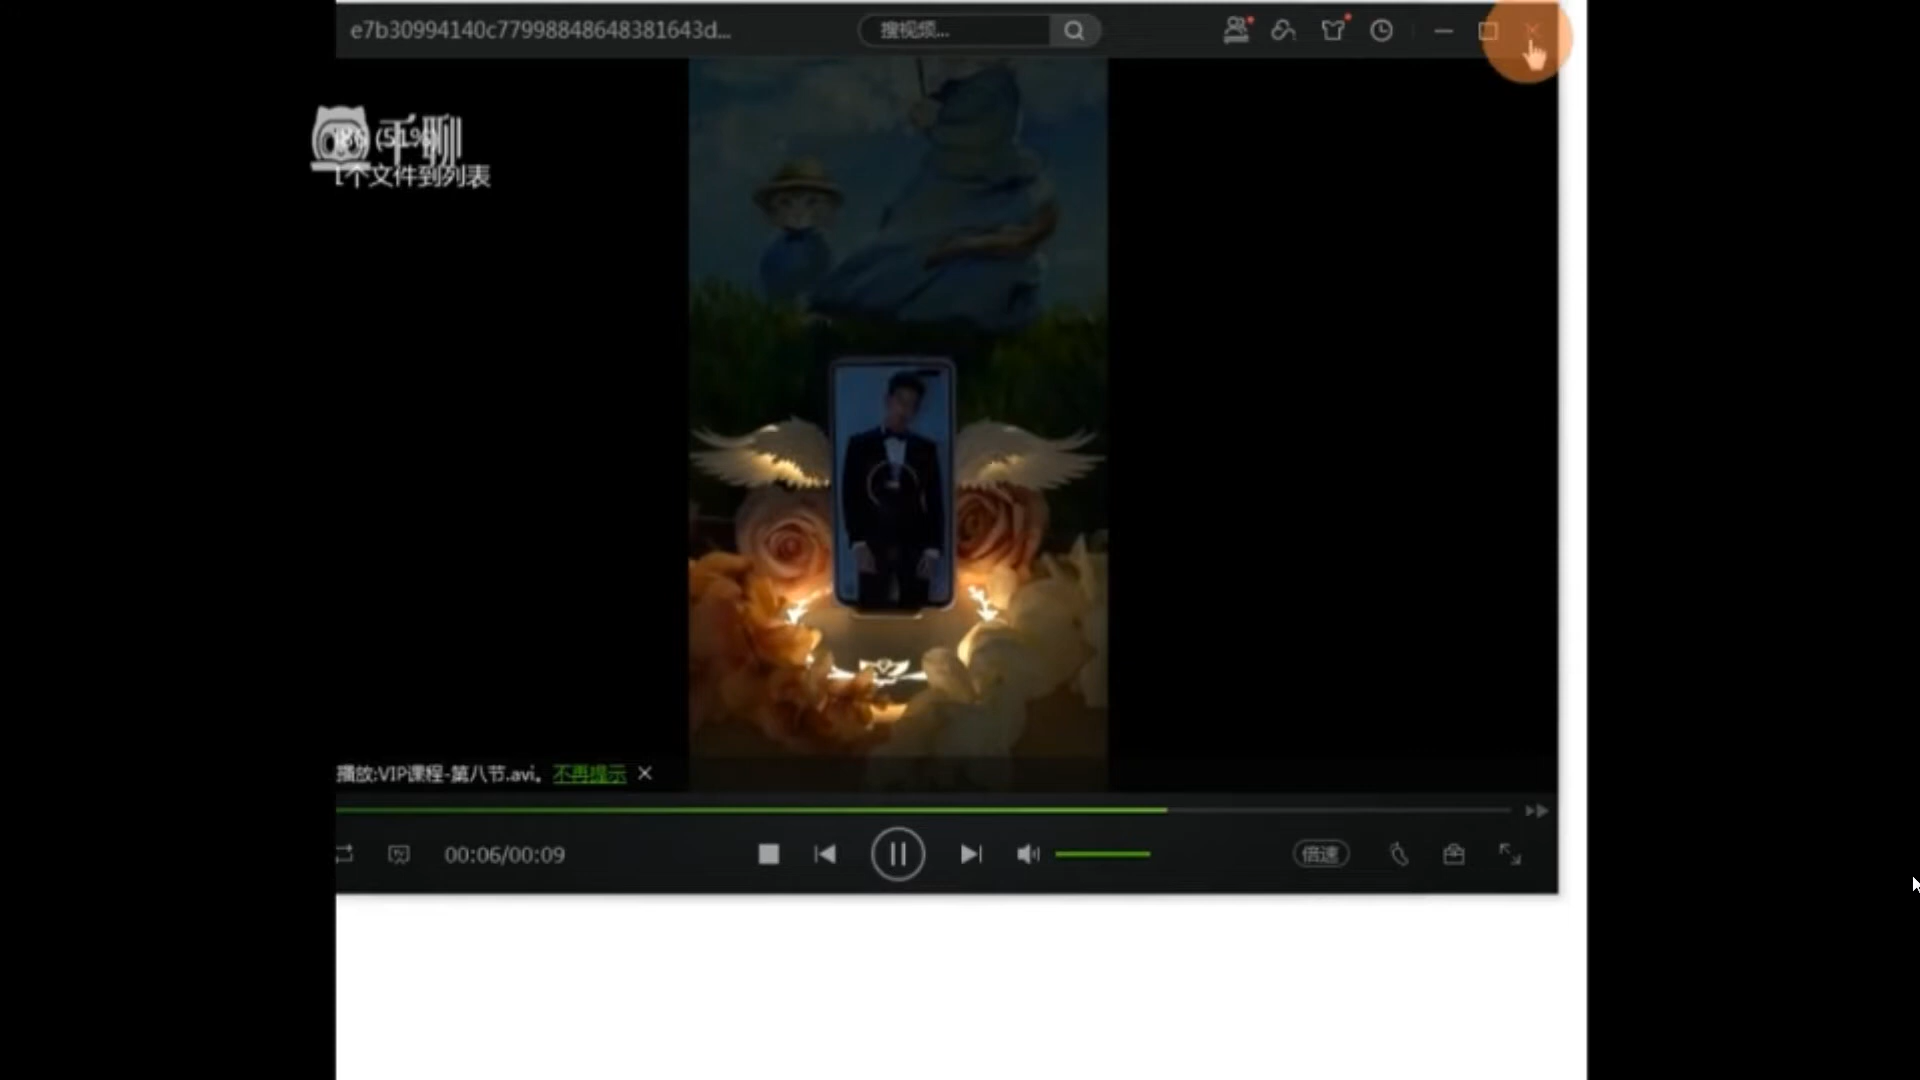 e7b30994140c77998848648381643d...
搜视频...
千聊
(51%)
1个文件到列表
播放:VIP课程-第八节.avi。 不再提示
00:06/00:09
倍速